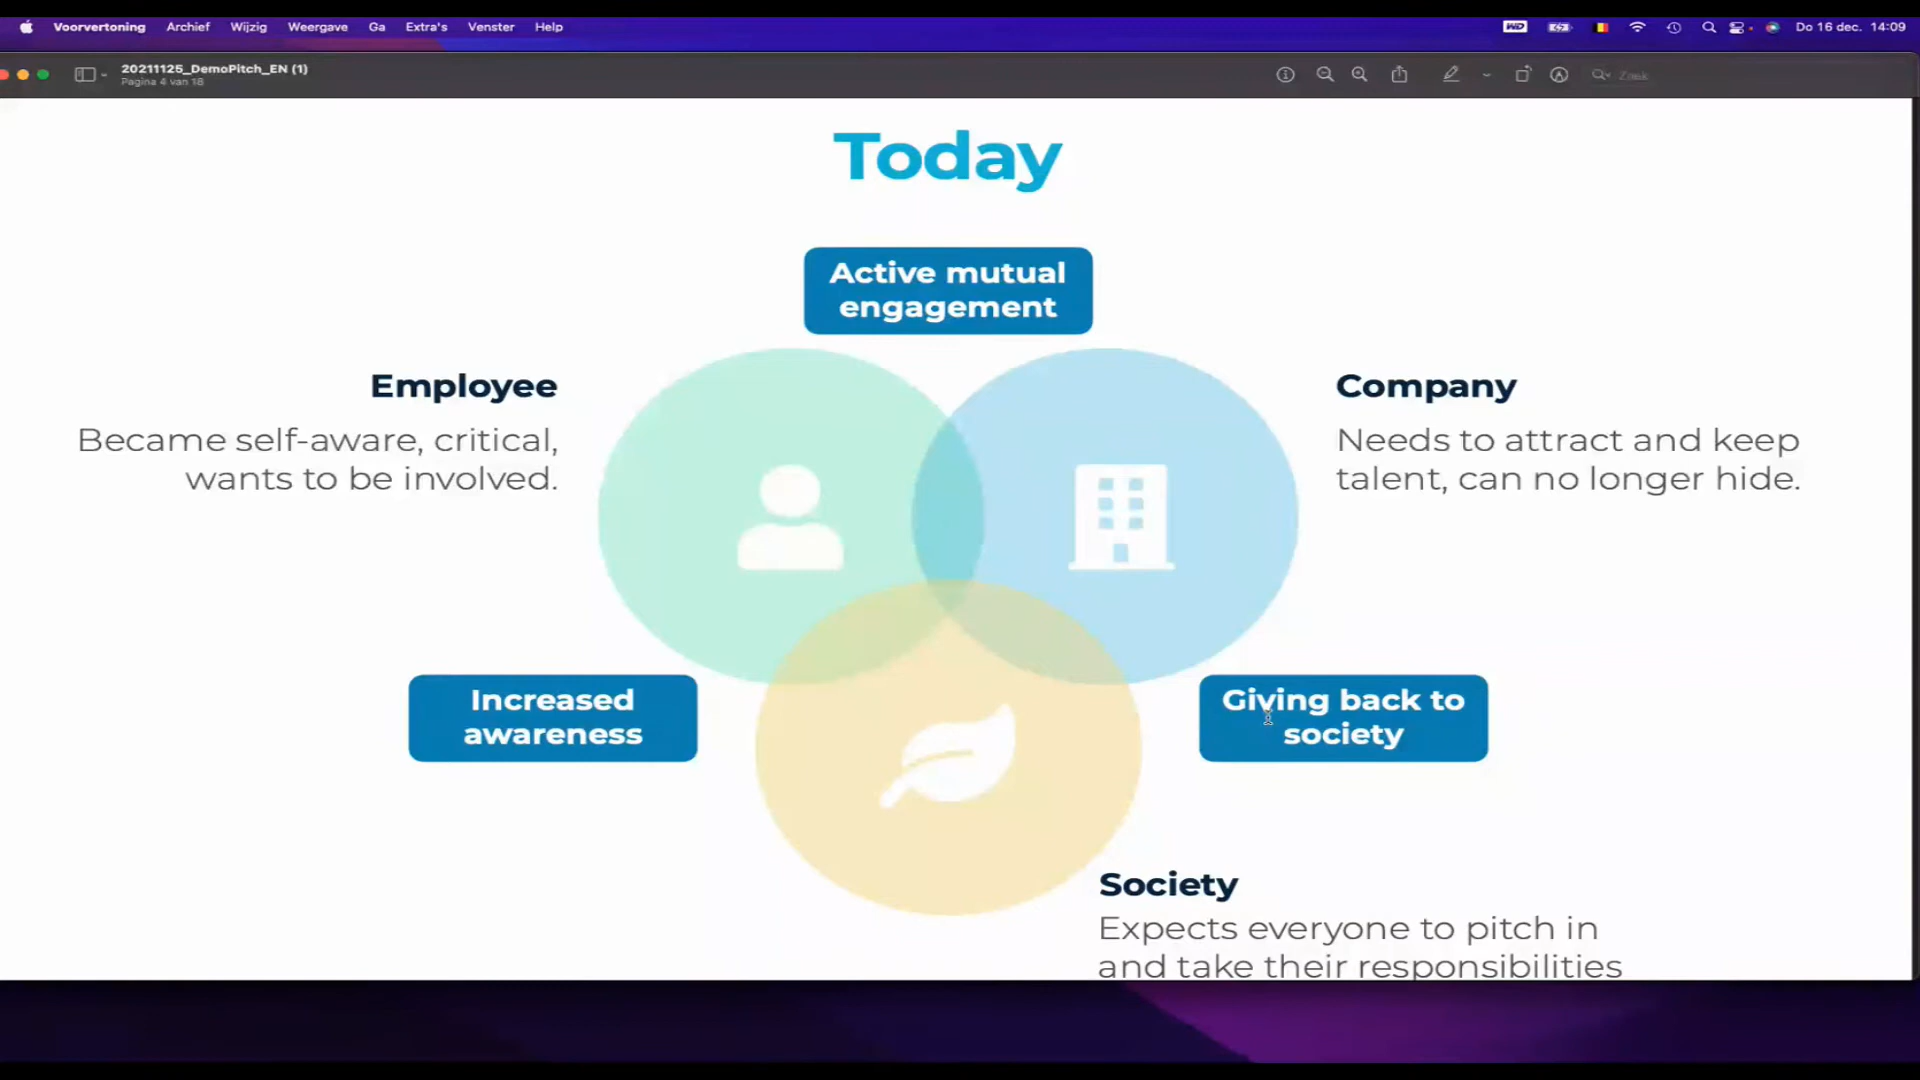 Voorvertoning Archief Wijzig Weergave Ga Extra's Venster Help
WD
Do 16 dec. 14:09
20211125_DemoPitch_EN (1)
Pagina 4 van 18
Zoek
Today
Active mutual
engagement
Employee
Became self-aware, critical,
wants to be involved.
Company
Needs to attract and keep
talent, can no longer hide.
Increased
awareness
Giving back to
society
Society
Expects everyone to pitch in
and take their responsibilities